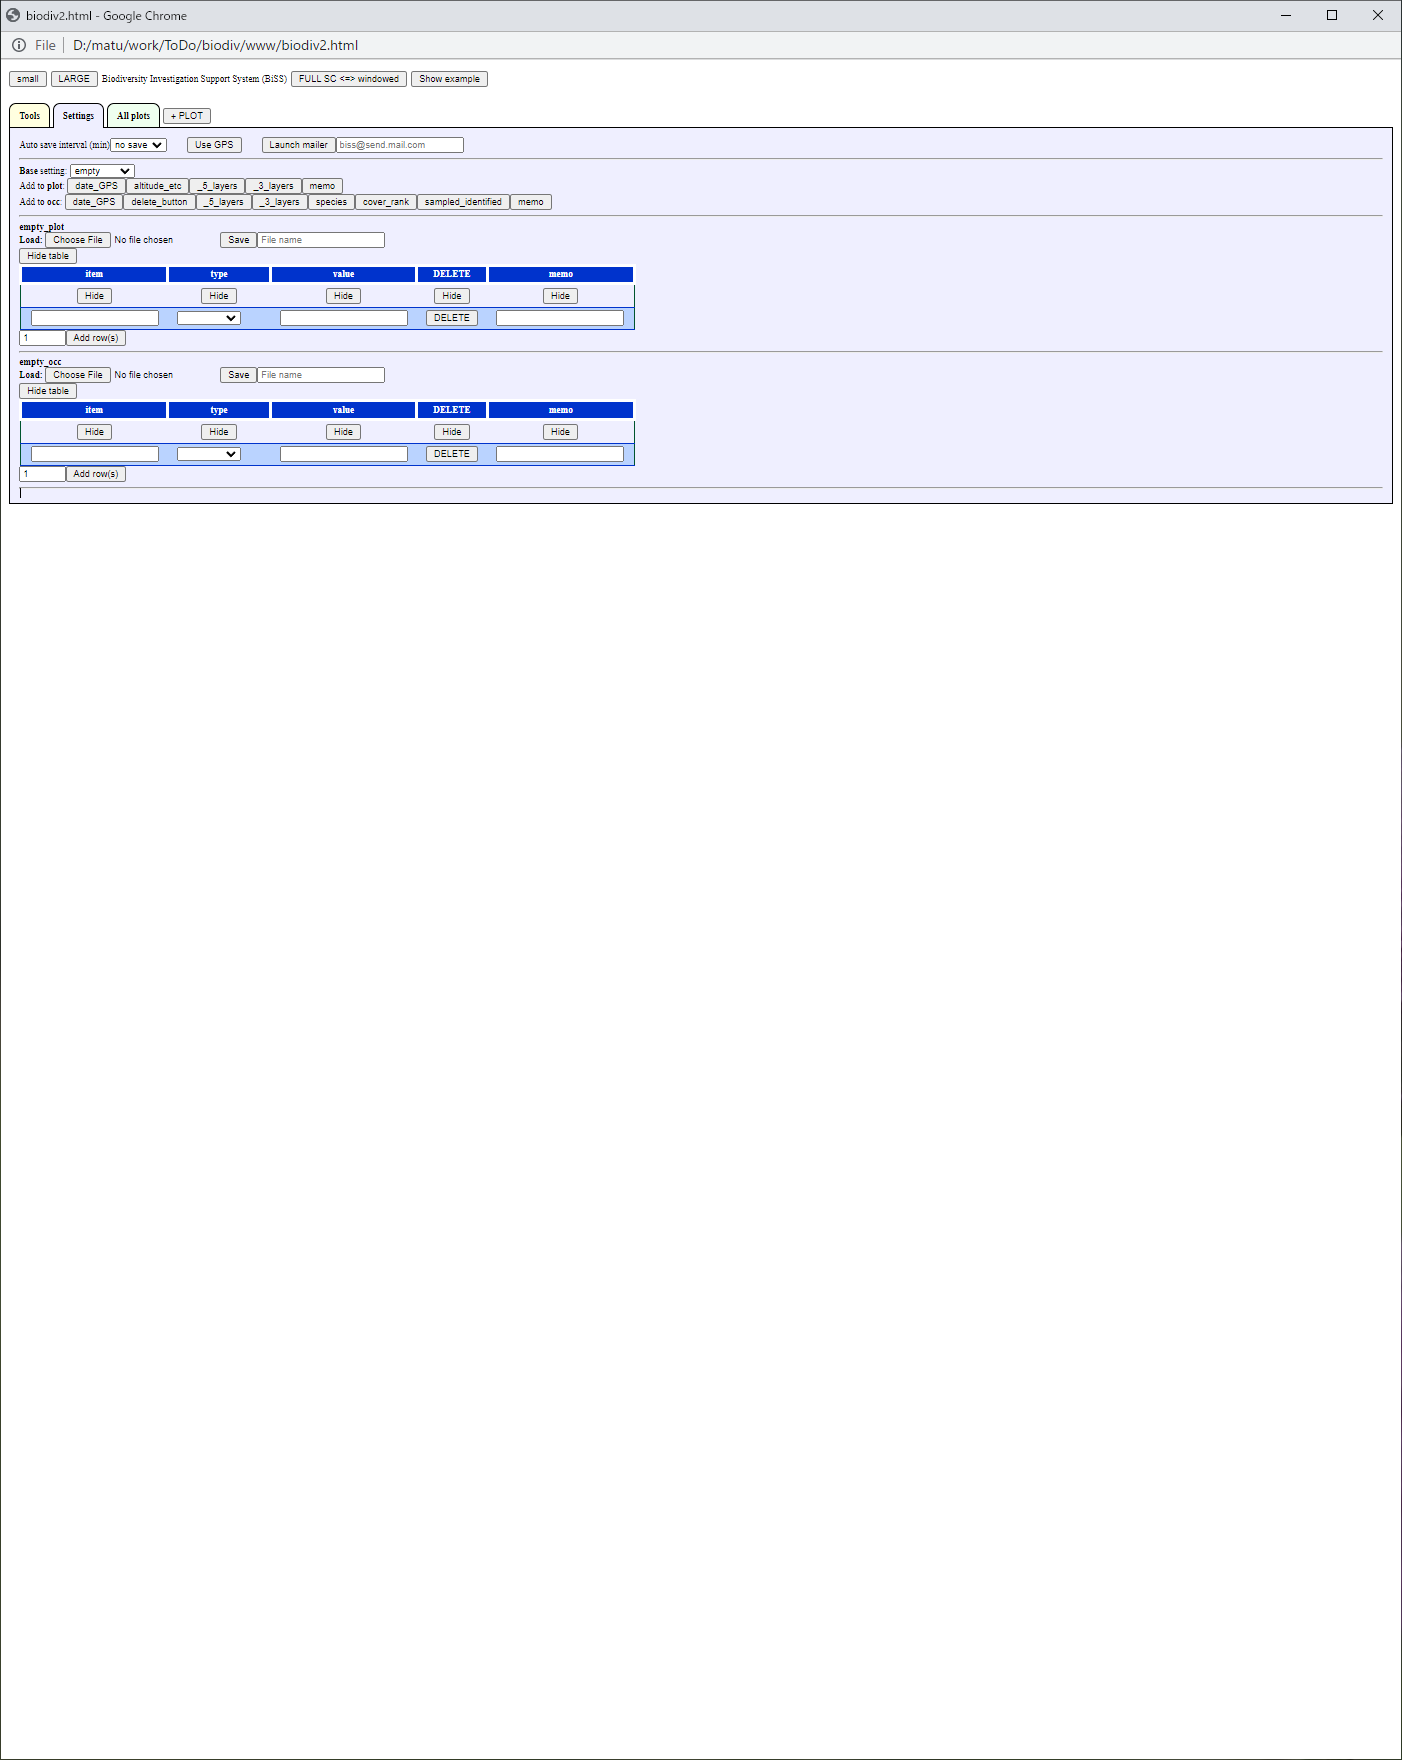 biodiv2.html - Google Chrome
File D:/matu/work/ToDo/biodiv/www/biodiv2.html
small LARGE Biodiversity Investigation Support System (BiSS) FULL SC <=> windowed Show example
Tools Settings All plots + PLOT
Auto save interval (min) no save Use GPS Launch mailer biss@send.mail.com
Base setting: empty
Add to plot: date_GPS altitude_etc _5_layers _3_layers memo
Add to occ: date_GPS delete_button _5_layers _3_layers species cover_rank sampled_identified memo
empty_plot
Load: Choose File No file chosen Save File name
Hide table
item type value DELETE memo
Hide Hide Hide Hide Hide
DELETE
1 Add row(s)
empty_occ
Load: Choose File No file chosen Save File name
Hide table
item type value DELETE memo
Hide Hide Hide Hide Hide
DELETE
1 Add row(s)